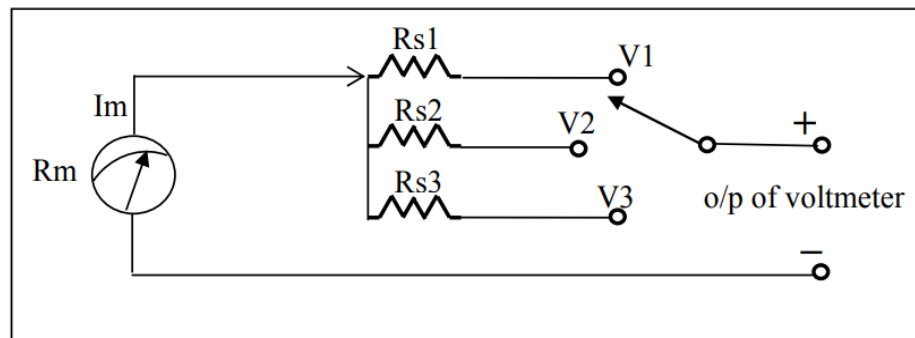 Rs1
V1
Im
Rs2
V2
+
Rm
Rs3
V3
o/p of voltmeter
−